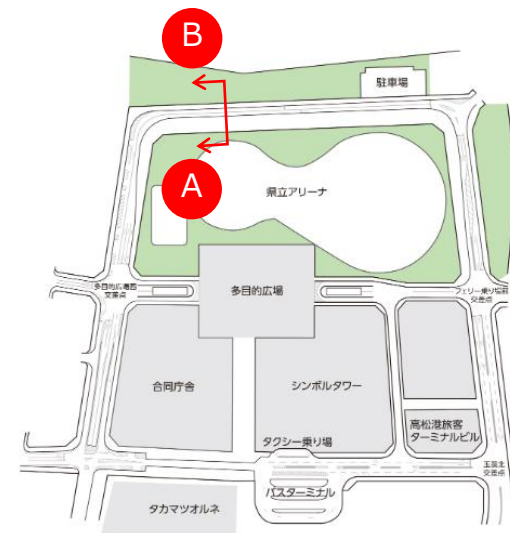 B
駐車場
A
県立アリーナ
多目的広場西
交差点
多目的広場
フェリー乗り場前
交差点
合同庁舎
シンボルタワー
高松港旅客
ターミナルビル
タクシー乗り場
玉藻北
交差点
バスターミナル
タカマツオルネ